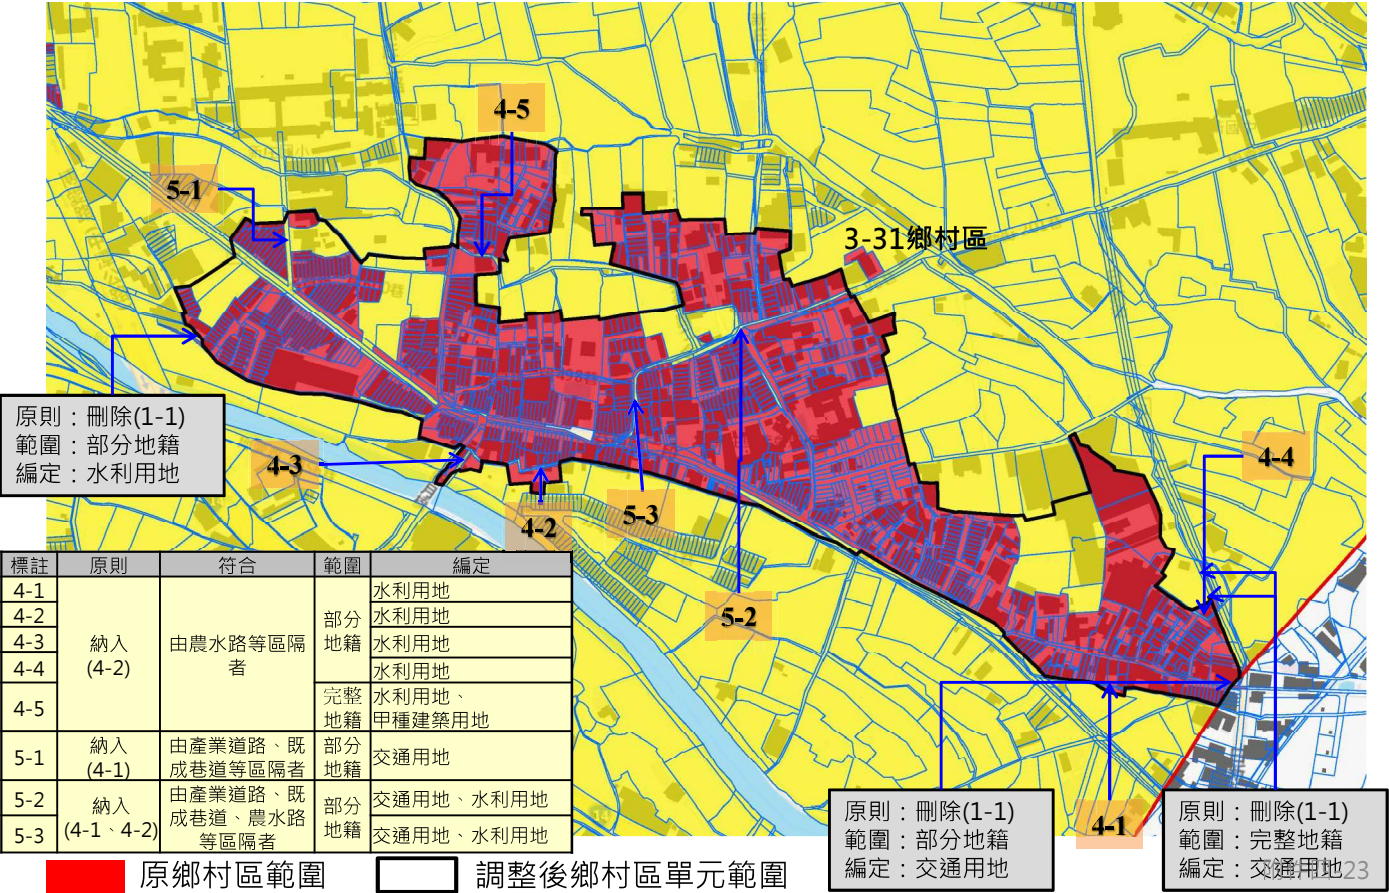 4-5
5-1
3-31鄉村區
原則：刪除(1-1)
範圍：部分地籍
編定：水利用地
4-3
4-4
4-2
5-3
5-2
標註 原則 符合 範圍 編定
4-1 納入(4-2) 由農水路等區隔者 部分地籍 水利用地
4-2 水利用地
4-3 水利用地
4-4 水利用地
4-5 完整地籍 水利用地、甲種建築用地
5-1 納入(4-1) 由產業道路、既成巷道等區隔者 部分地籍 交通用地
5-2 納入(4-1、4-2) 由產業道路、既成巷道、農水路等區隔者 部分地籍 交通用地、水利用地
5-3 交通用地、水利用地
原則：刪除(1-1)
範圍：部分地籍
編定：交通用地
4-1
原則：刪除(1-1)
範圍：完整地籍
編定：交通用地
原鄉村區範圍
調整後鄉村區單元範圍